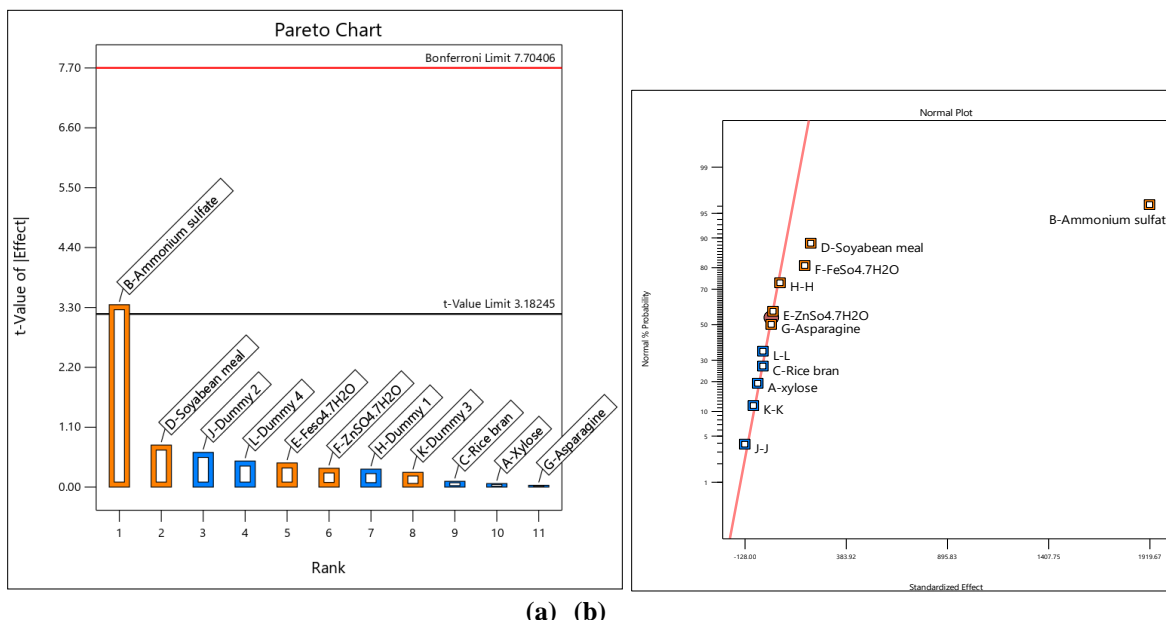 Pareto Chart
Bonferroni Limit 7.70406
t-Value Limit 3.18245
t-Value of |Effect|
7.70
6.60
5.50
4.40
3.30
2.20
1.10
0.00
B-Ammonium sulfate
D-Soyabean meal
J-Dummy 2
L-Dummy 4
E-Feso4.7H2O
F-ZnSO4.7H2O
H-Dummy 1
K-Dummy 3
C-Rice bran
A-Xylose
G-Asparagine
1 2 3 4 5 6 7 8 9 10 11
Rank
Normal Plot
Normal % Probability
99
95
90
80
70
50
30
20
10
5
1
B-Ammonium sulfat
D-Soyabean meal
F-FeSo4.7H2O
H-H
E-ZnSo4.7H2O
G-Asparagine
L-L
C-Rice bran
A-xylose
K-K
J-J
-128.00 383.92 895.83 1407.75 1919.67
Standardized Effect
(a) (b)